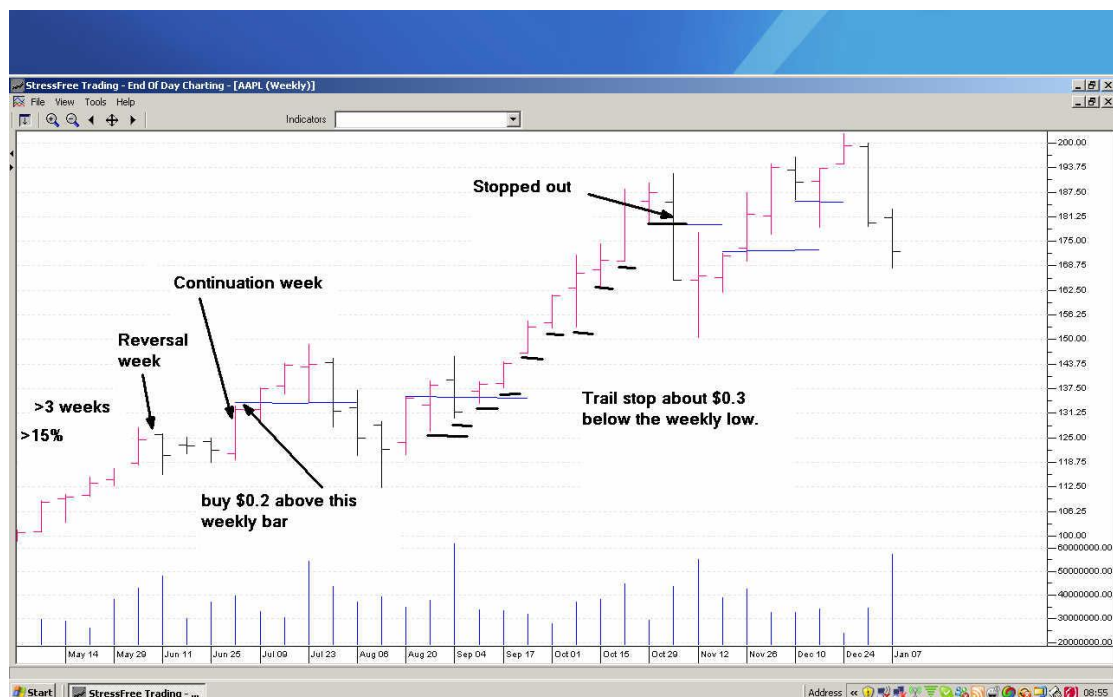 StressFree Trading - End Of Day Charting - [AAPL (Weekly)]
File View Tools Help
Indicators
Stopped out
Continuation week
Reversal
week
>3 weeks
>15%
Trail stop about $0.3
below the weekly low.
buy $0.2 above this
weekly bar
200.00
193.75
187.50
181.25
175.00
168.75
162.50
156.25
150.00
143.75
137.50
131.25
125.00
118.75
112.50
106.25
100.00
60000000.00
40000000.00
30000000.00
20000000.00
May 14 May 29 Jun 11 Jun 25 Jul 09 Jul 23 Aug 06 Aug 20 Sep 04 Sep 17 Oct 01 Oct 15 Oct 29 Nov 12 Nov 26 Dec 10 Dec 24 Jan 07
Start StressFree Trading - ... Address « 08:55